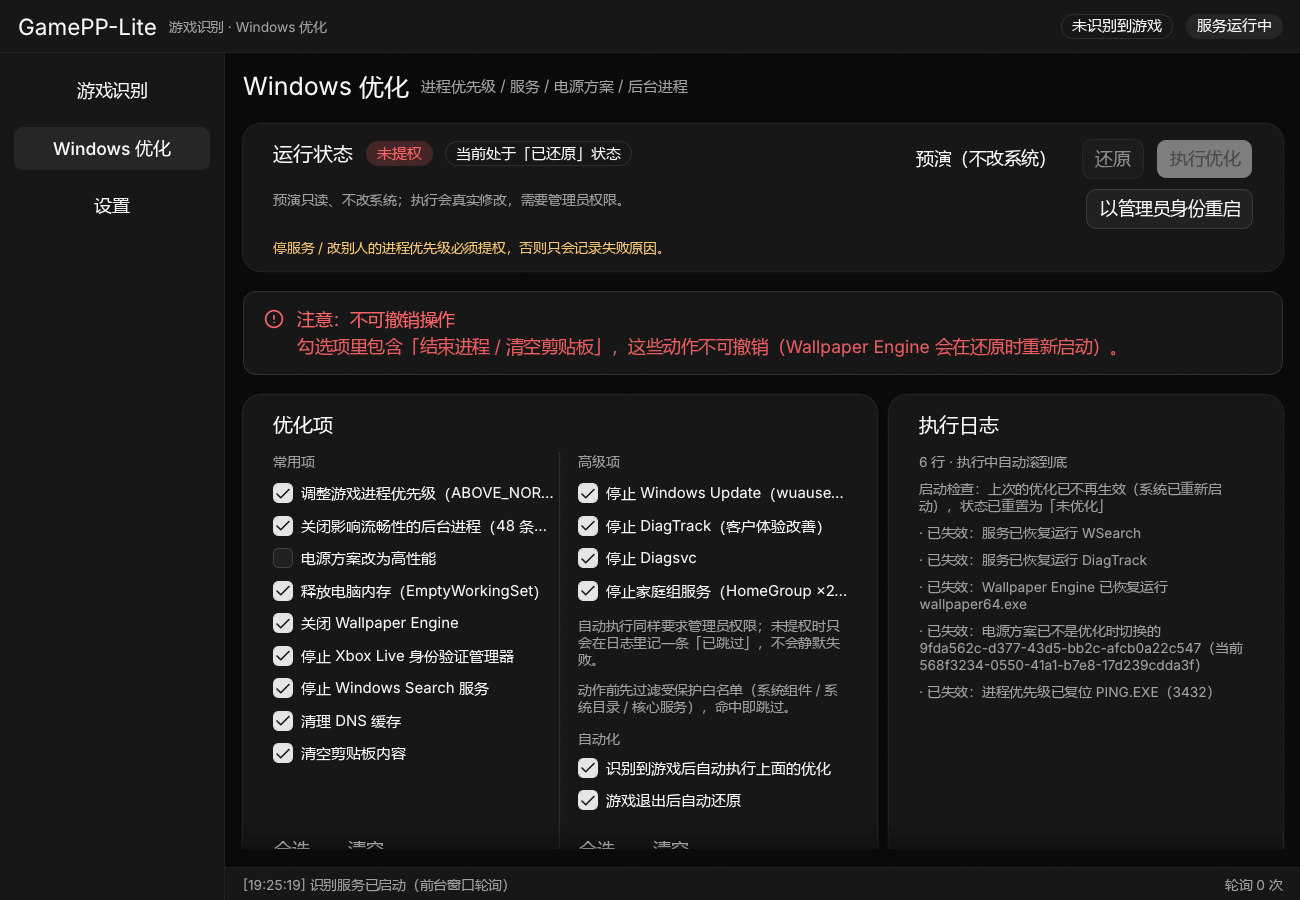 GamePP-Lite 游戏识别 · Windows 优化
未识别到游戏
服务运行中
游戏识别
Windows 优化
设置
Windows 优化 进程优先级 / 服务 / 电源方案 / 后台进程
运行状态 未提权 当前处于「已还原」状态
预演（不改系统）
还原
执行优化
预演只读、不改系统；执行会真实修改，需要管理员权限。
以管理员身份重启
停服务 / 改别人的进程优先级必须提权，否则只会记录失败原因。
注意：不可撤销操作
勾选项里包含「结束进程 / 清空剪贴板」，这些动作不可撤销（Wallpaper Engine 会在还原时重新启动）。
优化项
常用项
调整游戏进程优先级（ABOVE_NOR...
关闭影响流畅性的后台进程（48 条...
电源方案改为高性能
释放电脑内存（EmptyWorkingSet）
关闭 Wallpaper Engine
停止 Xbox Live 身份验证管理器
停止 Windows Search 服务
清理 DNS 缓存
清空剪贴板内容
全选
清空
高级项
停止 Windows Update（wuause...
停止 DiagTrack（客户体验改善）
停止 Diagsvc
停止家庭组服务（HomeGroup ×2...
自动执行同样要求管理员权限；未提权时只
会在日志里记一条「已跳过」，不会静默失
败。
动作前先过滤受保护白名单（系统组件 / 系
统目录 / 核心服务），命中即跳过。
自动化
识别到游戏后自动执行上面的优化
游戏退出后自动还原
全选
清空
执行日志
6 行 · 执行中自动滚到底
启动检查：上次的优化已不再生效（系统已重新启
动），状态已重置为「未优化」
· 已失效：服务已恢复运行 WSearch
· 已失效：服务已恢复运行 DiagTrack
· 已失效：Wallpaper Engine 已恢复运行
wallpaper64.exe
· 已失效：电源方案已不是优化时切换的
9fda562c-d377-43d5-bb2c-afcb0a22c547（当前
568f3234-0550-41a1-b7e8-17d239cdda3f）
· 已失效：进程优先级已复位 PING.EXE（3432）
[19:25:19] 识别服务已启动（前台窗口轮询）
轮询 0 次